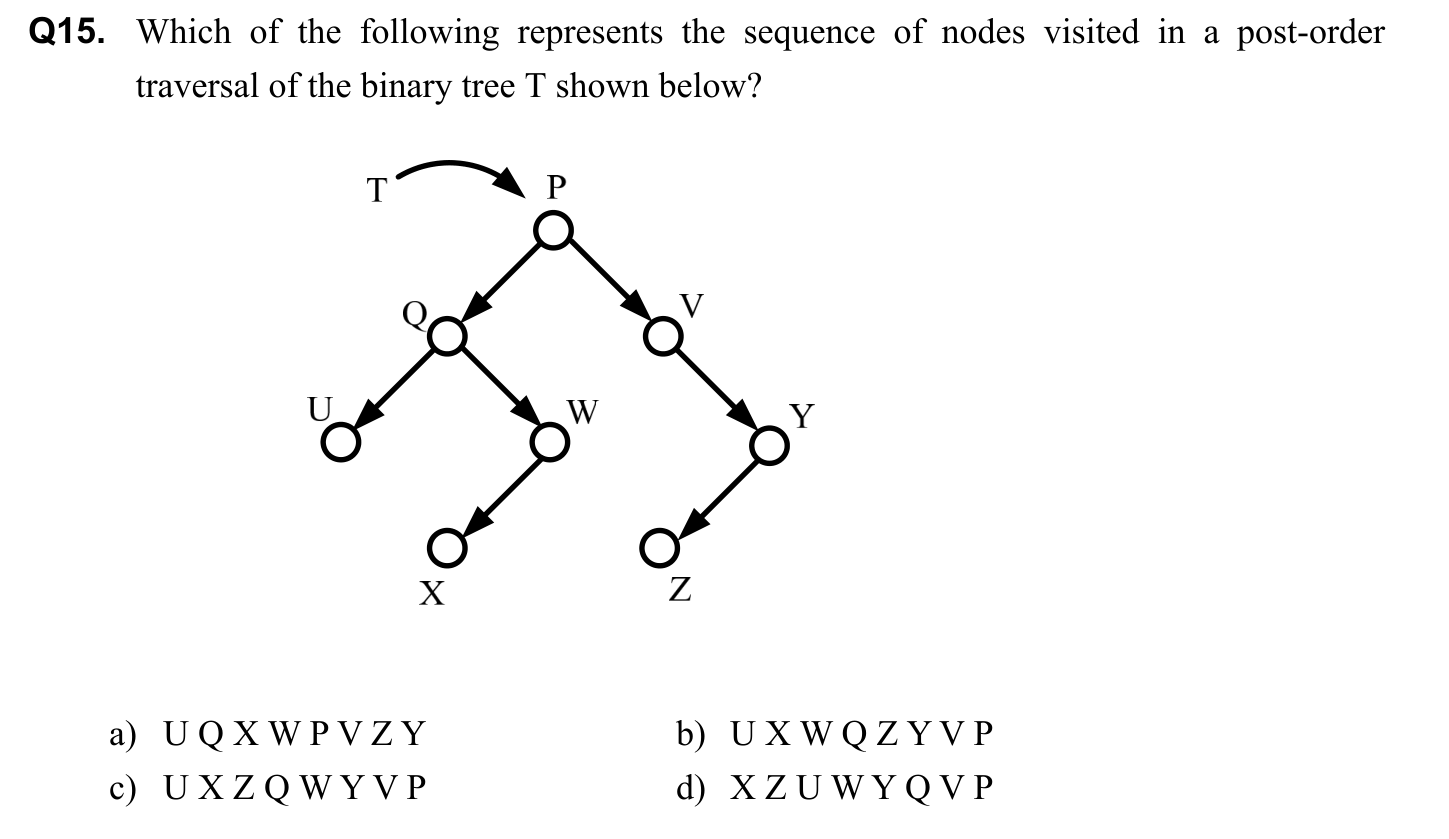 Q15. Which of the following represents the sequence of nodes visited in a post-order
traversal of the binary tree T shown below?
T
P
Q
V
U
W
Y
X
Z
a) U Q X W P V Z Y
b) U X W Q Z Y V P
c) U X Z Q W Y V P
d) X Z U W Y Q V P